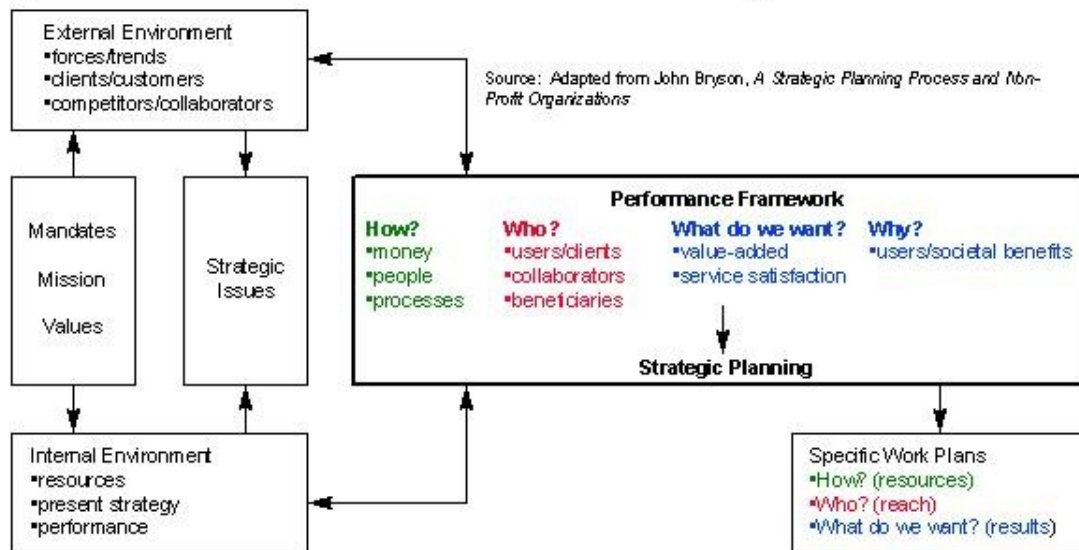 External Environment
▪forces/trends
▪clients/customers
▪competitors/collaborators
Source: Adapted from John Bryson, A Strategic Planning Process and Non-
Profit Organizations
Mandates
Mission
Values
Strategic
Issues
Performance Framework
How?
▪money
▪people
▪processes
Who?
▪users/clients
▪collaborators
▪beneficiaries
What do we want?
▪value-added
▪service satisfaction
Why?
▪users/societal benefits
Strategic Planning
Internal Environment
▪resources
▪present strategy
▪performance
Specific Work Plans
▪How? (resources)
▪Who? (reach)
▪What do we want? (results)